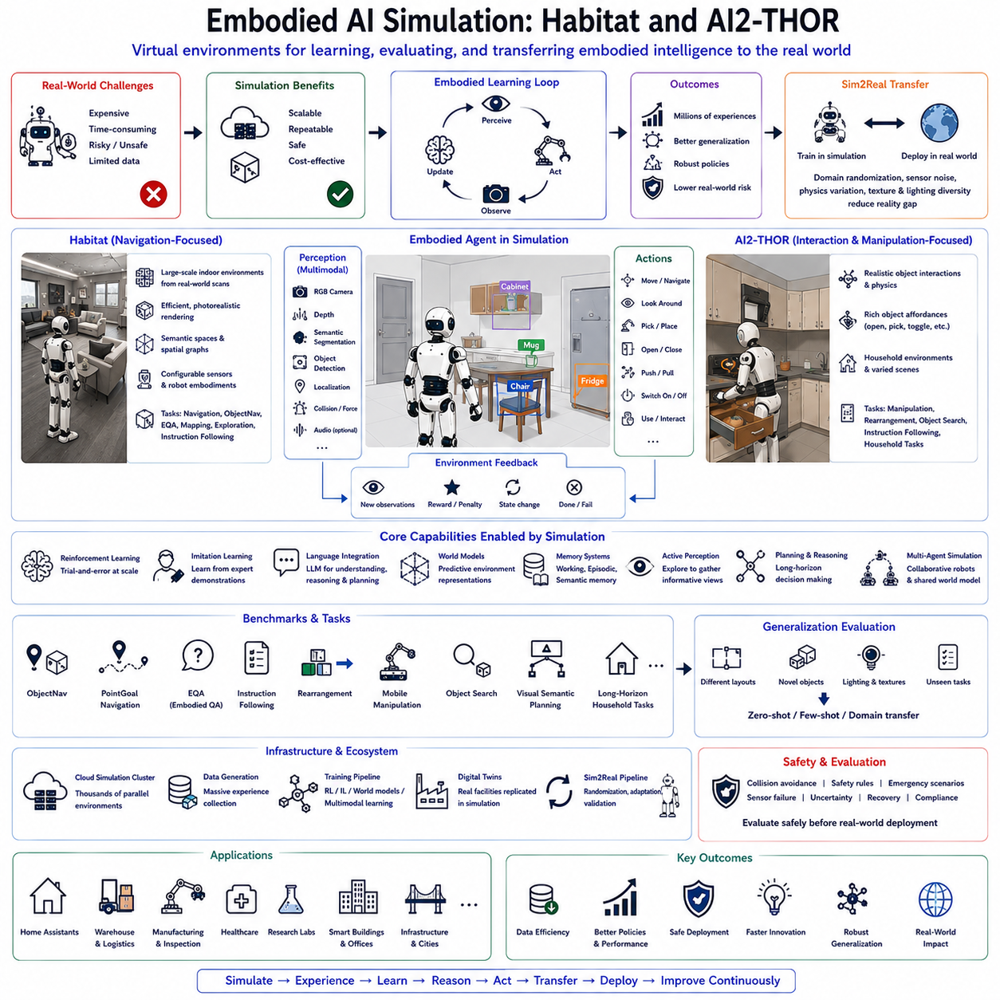 Embodied AI Simulation: Habitat and AI2-THOR
Virtual environments for learning, evaluating, and transferring embodied intelligence to the real world
Real-World Challenges
Expensive
Time-consuming
Risky / Unsafe
Limited data
Simulation Benefits
Scalable
Repeatable
Safe
Cost-effective
Embodied Learning Loop
Perceive
Act
Observe
Update
Outcomes
Millions of experiences
Better generalization
Robust policies
Lower real-world risk
Sim2Real Transfer
Train in simulation
Deploy in real world
Domain randomization, sensor noise,
physics variation, texture & lighting diversity
reduce reality gap
Habitat (Navigation-Focused)
Large-scale indoor environments
from real-world scans
Efficient, photorealistic
rendering
Semantic spaces &
spatial graphs
Configurable sensors
& robot embodiments
Tasks: Navigation, ObjectNav,
EQA, Mapping, Exploration,
Instruction Following
Perception
(Multimodal)
RGB Camera
Depth
Semantic
Segmentation
Object
Detection
Localization
Collision / Force
Audio (optional)
...
Embodied Agent in Simulation
Cabinet
Mug
Chair
Fridge
Actions
Move / Navigate
Look Around
Pick / Place
Open / Close
Push / Pull
Switch On / Off
Use / Interact
...
AI2-THOR (Interaction & Manipulation-Focused)
Realistic object interactions
& physics
Rich object affordances
(open, pick, toggle, etc.)
Household environments
& varied scenes
Tasks: Manipulation,
Rearrangement, Object Search,
Instruction Following,
Household Tasks
Environment Feedback
New observations
Reward / Penalty
State change
Done / Fail
Core Capabilities Enabled by Simulation
Reinforcement Learning
Trial-and-error at scale
Imitation Learning
Learn from expert
demonstrations
Language Integration
LLM for understanding,
reasoning & planning
World Models
Predictive environment
representations
Memory Systems
Working, Episodic,
Semantic memory
Active Perception
Explore to gather
informative views
Planning & Reasoning
Long-horizon
decision making
Multi-Agent Simulation
Collaborative robots
& shared world model
Benchmarks & Tasks
ObjectNav
PointGoal
Navigation
?
EQA
(Embodied QA)
Instruction
Following
Rearrangement
Mobile
Manipulation
Object Search
Visual Semantic
Planning
Long-Horizon
Household Tasks
...
Generalization Evaluation
Different layouts
Novel objects
Lighting & textures
Unseen tasks
Zero-shot / Few-shot / Domain transfer
Infrastructure & Ecosystem
Cloud Simulation Cluster
Thousands of parallel
environments
Data Generation
Massive experience
collection
Training Pipeline
RL / IL / World models /
Multimodal learning
Digital Twins
Real facilities replicated
in simulation
Sim2Real Pipeline
Randomization, adaptation,
validation
Safety & Evaluation
Collision avoidance | Safety rules | Emergency scenarios
Sensor failure | Uncertainty | Recovery | Compliance
Evaluate safely before real-world deployment
Applications
Home Assistants
Warehouse
& Logistics
Manufacturing
& Inspection
Healthcare
Research Labs
Smart Buildings
& Offices
Infrastructure
& Cities
...
Key Outcomes
Data Efficiency
Better Policies
& Performance
Safe Deployment
Faster Innovation
Robust
Generalization
Real-World
Impact
Simulate → Experience → Learn → Reason → Act → Transfer → Deploy → Improve Continuously